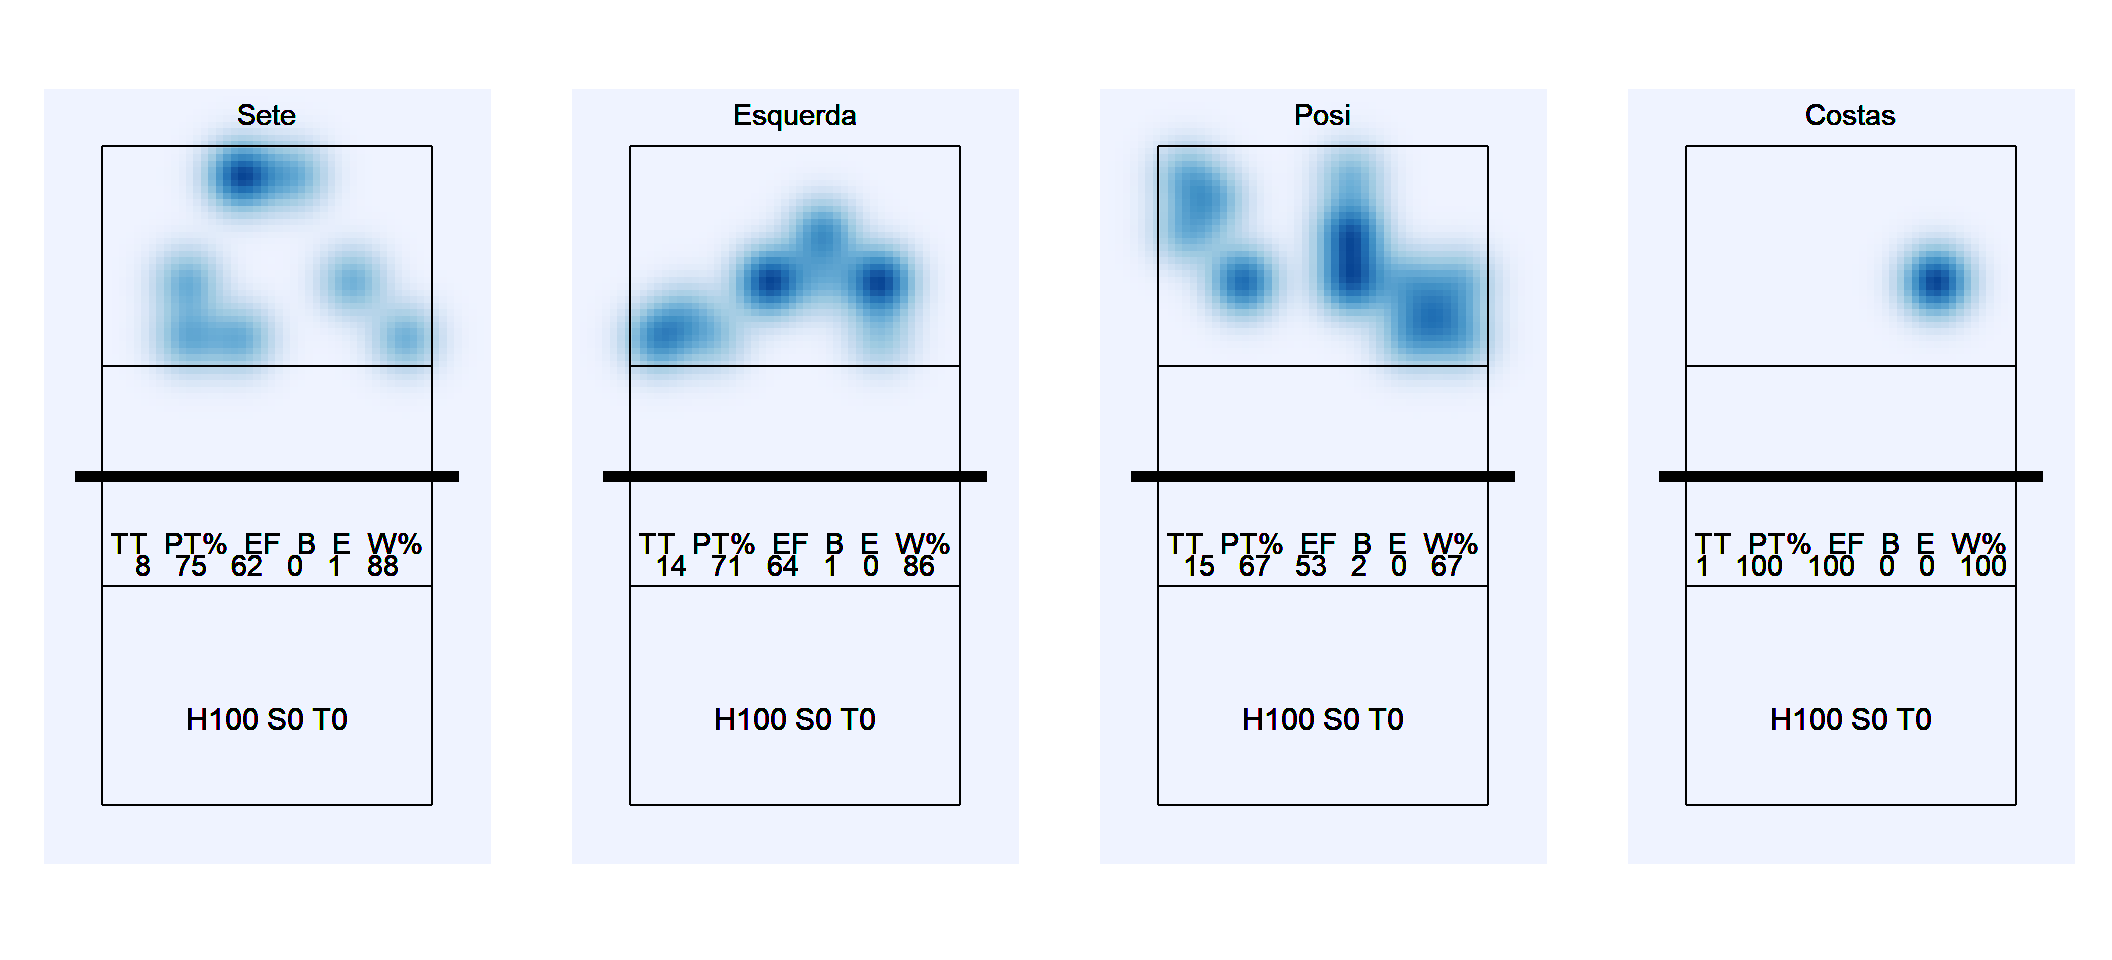 Sete
TT PT% EF B E W%
8 75 62 0 1 88
H100 S0 T0
Esquerda
TT PT% EF B E W%
14 71 64 1 0 86
H100 S0 T0
Posi
TT PT% EF B E W%
15 67 53 2 0 67
H100 S0 T0
Costas
TT PT% EF B E W%
1 100 100 0 0 100
H100 S0 T0